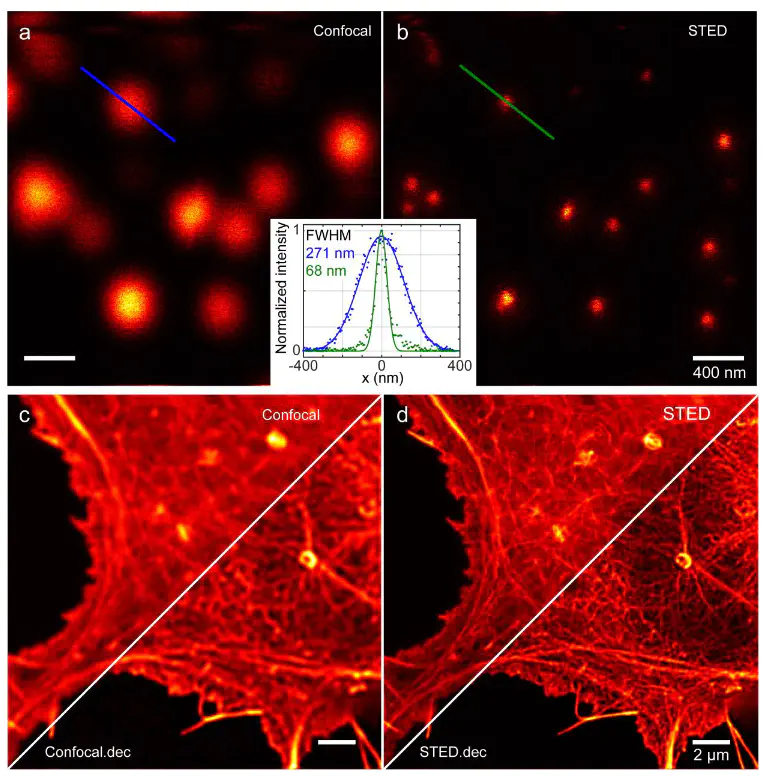 a
Confocal
b
STED
1
FWHM
271 nm
68 nm
Normalized intensity
0
-400
0
400
x (nm)
400 nm
c
Confocal
d
STED
Confocal.dec
STED.dec
2 µm